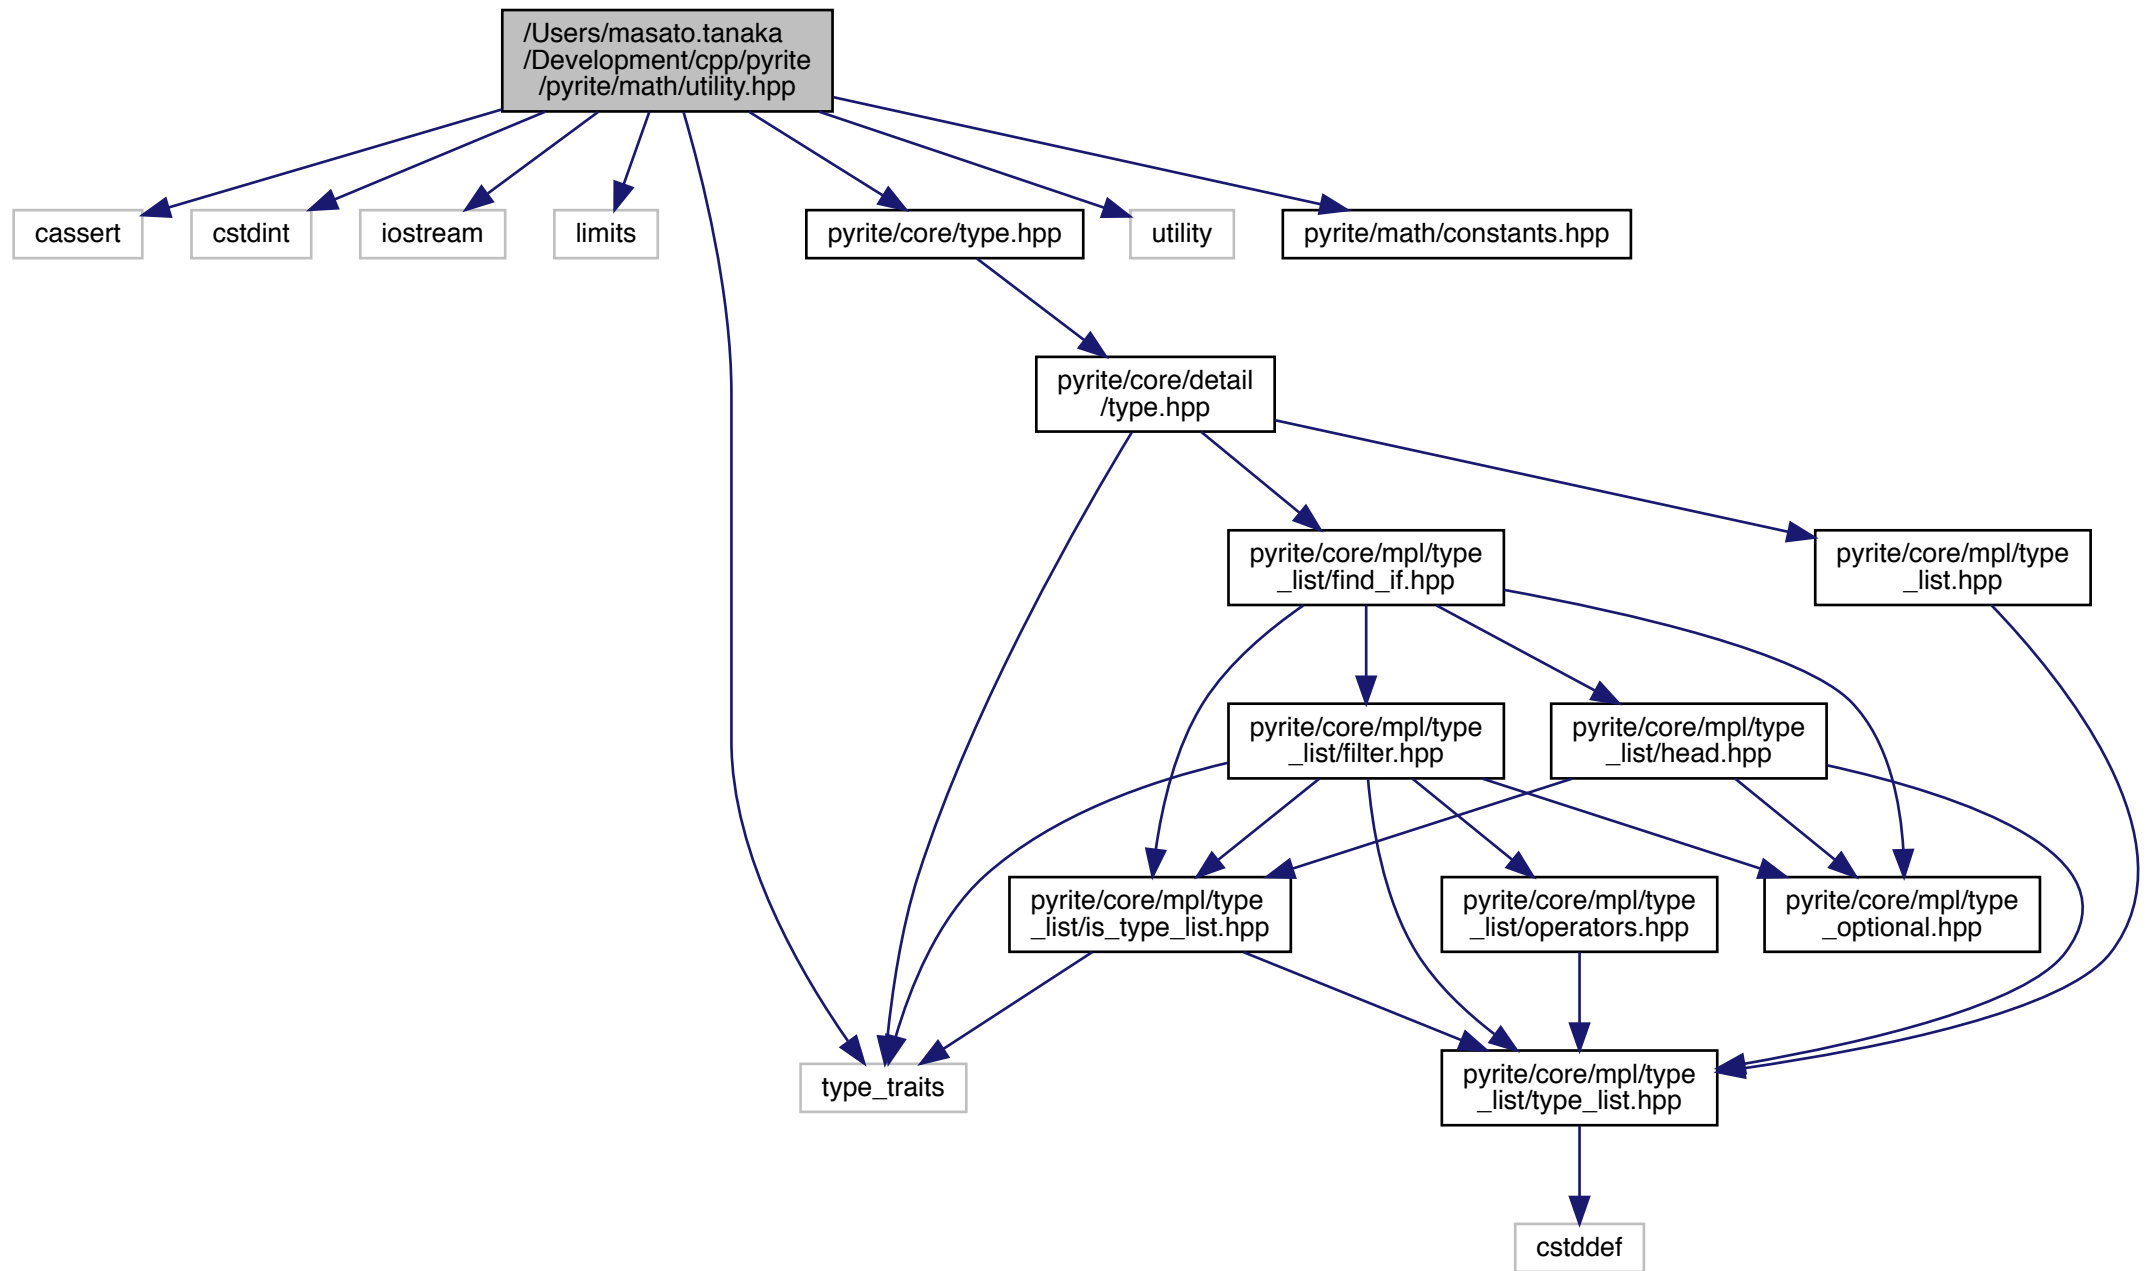 /Users/masato.tanaka
/Development/cpp/pyrite
/pyrite/math/utility.hpp
cassert
cstdint
iostream
limits
pyrite/core/type.hpp
utility
pyrite/math/constants.hpp
pyrite/core/detail
/type.hpp
pyrite/core/mpl/type
_list/find_if.hpp
pyrite/core/mpl/type
_list.hpp
pyrite/core/mpl/type
_list/filter.hpp
pyrite/core/mpl/type
_list/head.hpp
pyrite/core/mpl/type
_list/is_type_list.hpp
pyrite/core/mpl/type
_list/operators.hpp
pyrite/core/mpl/type
_optional.hpp
type_traits
pyrite/core/mpl/type
_list/type_list.hpp
cstddef